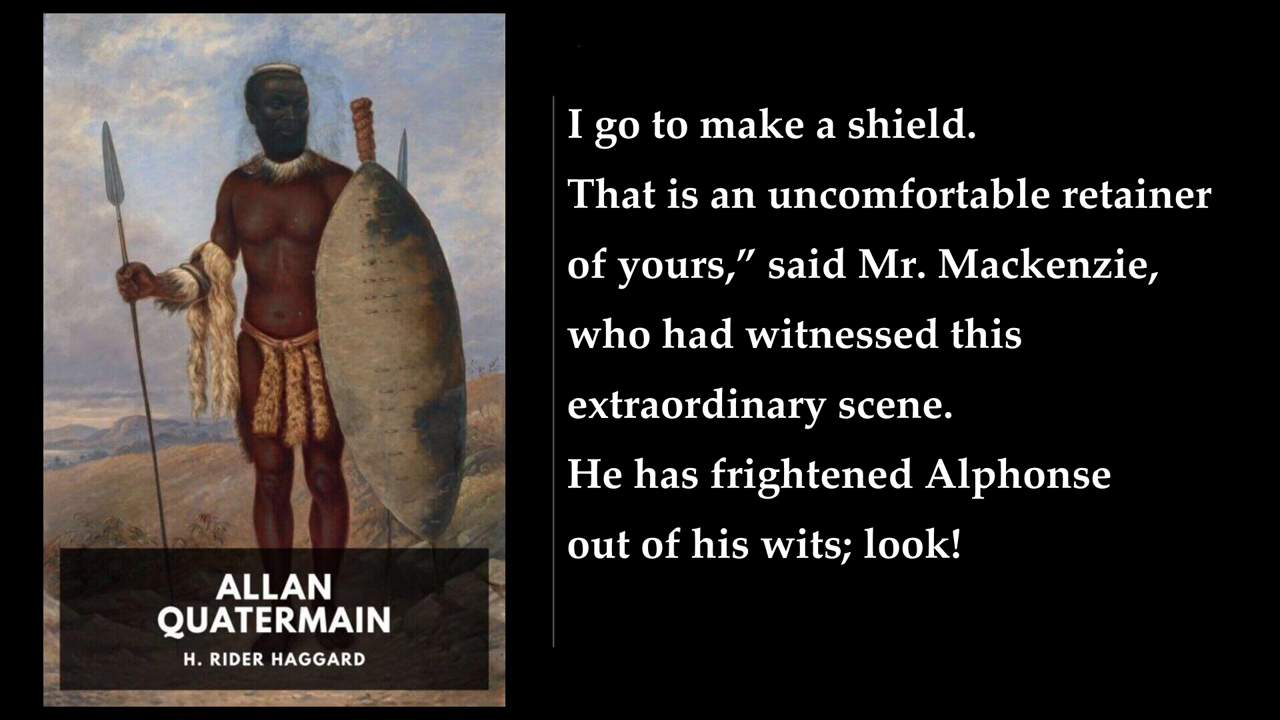 ALLAN
QUATERMAIN
H. RIDER HAGGARD
I go to make a shield.
That is an uncomfortable retainer
of yours,” said Mr. Mackenzie,
who had witnessed this
extraordinary scene.
He has frightened Alphonse
out of his wits; look!